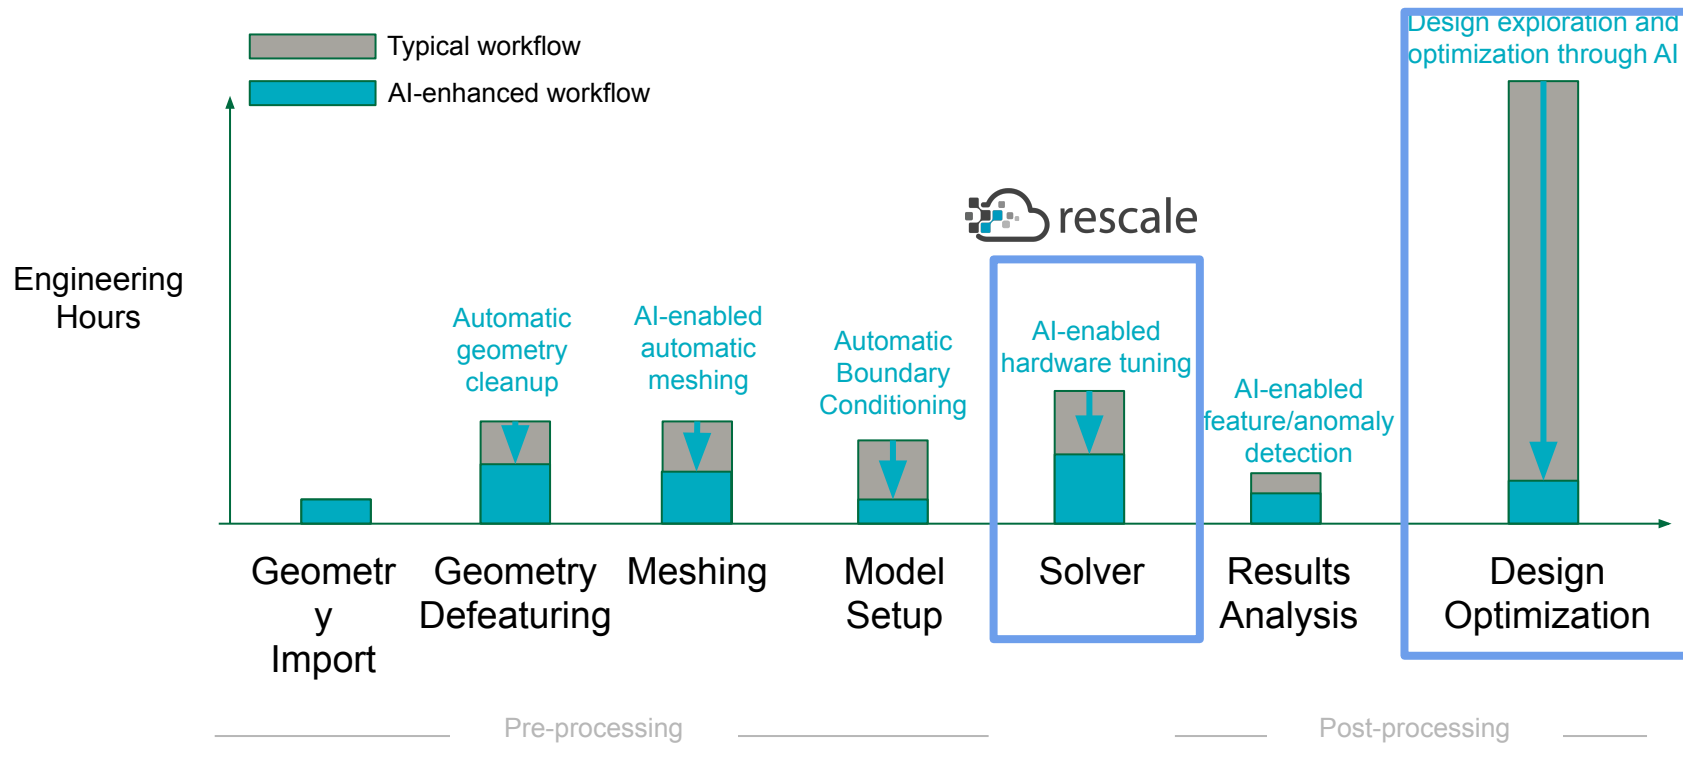 Typical workflow
AI-enhanced workflow
Design exploration and
optimization through AI
rescale
Engineering
Hours
Automatic
geometry
cleanup
AI-enabled
automatic
meshing
Automatic
Boundary
Conditioning
AI-enabled
hardware tuning
AI-enabled
feature/anomaly
detection
Geometr
y
Import
Geometry
Defeaturing
Meshing
Model
Setup
Solver
Results
Analysis
Design
Optimization
Pre-processing
Post-processing